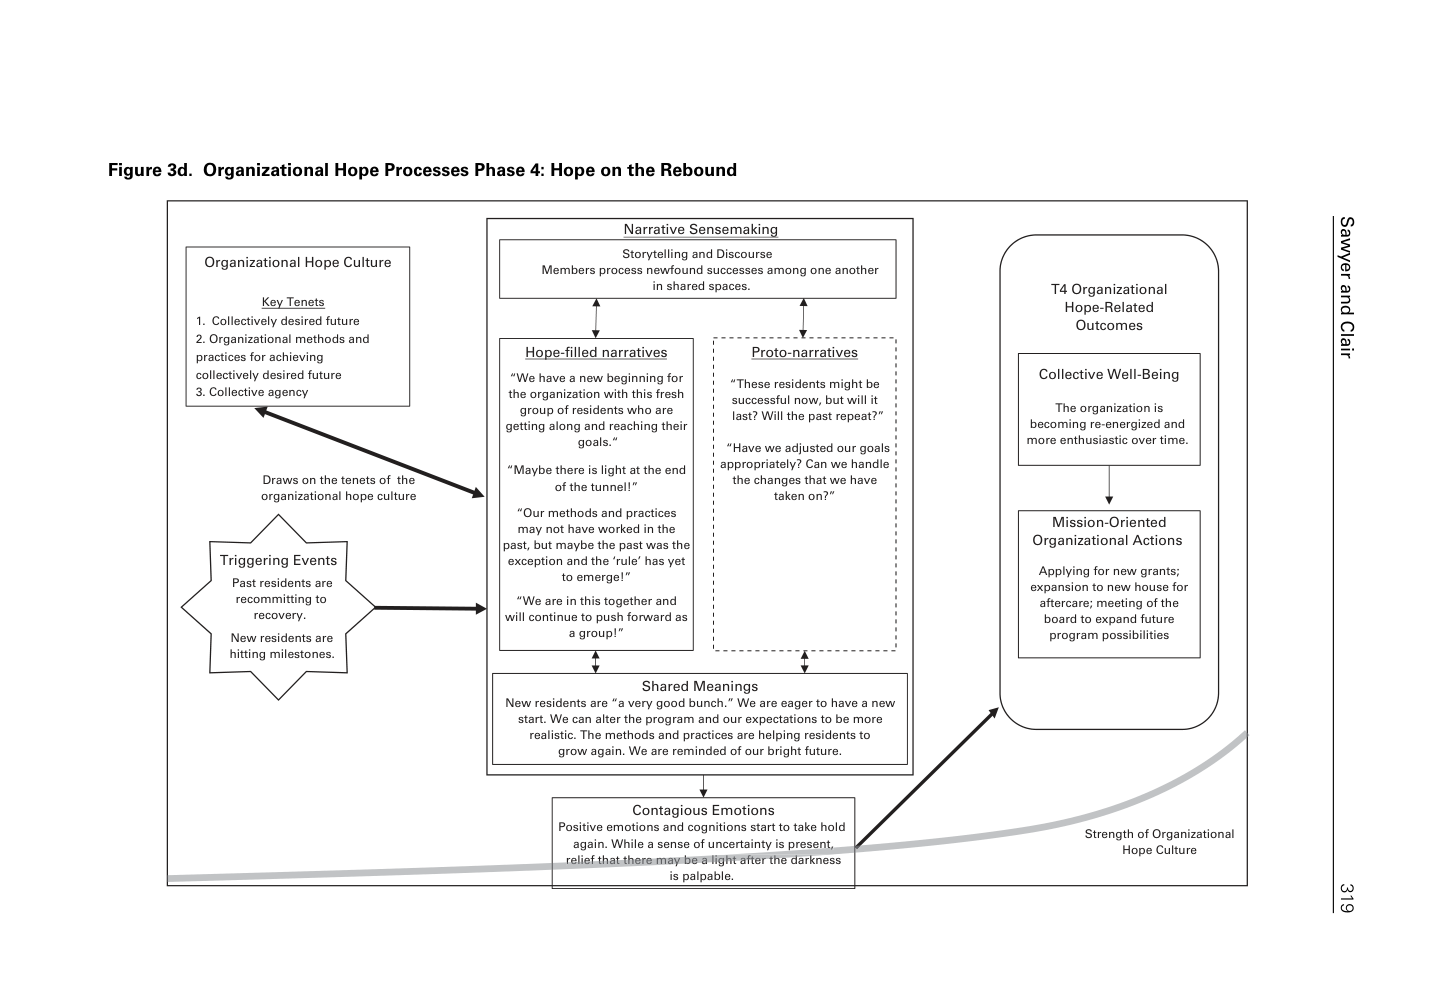 Figure 3d. Organizational Hope Processes Phase 4: Hope on the Rebound
Organizational Hope Culture
Key Tenets
1. Collectively desired future
2. Organizational methods and
practices for achieving
collectively desired future
3. Collective agency
Draws on the tenets of the
organizational hope culture
Triggering Events
Past residents are
recommitting to
recovery.
New residents are
hitting milestones.
Narrative Sensemaking
Storytelling and Discourse
Members process newfound successes among one another
in shared spaces.
Hope-filled narratives
“We have a new beginning for
the organization with this fresh
group of residents who are
getting along and reaching their
goals.“
“Maybe there is light at the end
of the tunnel!”
“Our methods and practices
may not have worked in the
past, but maybe the past was the
exception and the ‘rule’ has yet
to emerge!”
“We are in this together and
will continue to push forward as
a group!”
Proto-narratives
“These residents might be
successful now, but will it
last? Will the past repeat?”
“Have we adjusted our goals
appropriately? Can we handle
the changes that we have
taken on?”
Shared Meanings
New residents are “a very good bunch.” We are eager to have a new
start. We can alter the program and our expectations to be more
realistic. The methods and practices are helping residents to
grow again. We are reminded of our bright future.
Contagious Emotions
Positive emotions and cognitions start to take hold
again. While a sense of uncertainty is present,
relief that there may be a light after the darkness
is palpable.
T4 Organizational
Hope-Related
Outcomes
Collective Well-Being
The organization is
becoming re-energized and
more enthusiastic over time.
Mission-Oriented
Organizational Actions
Applying for new grants;
expansion to new house for
aftercare; meeting of the
board to expand future
program possibilities
Strength of Organizational
Hope Culture
Sawyer and Clair
319